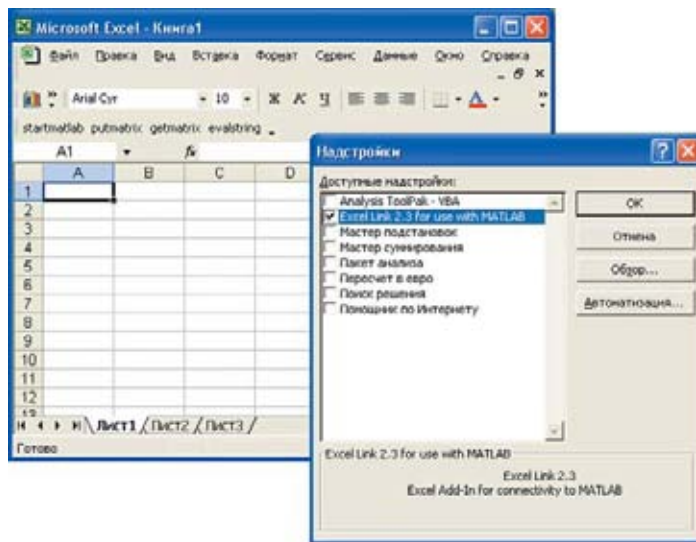 Microsoft Excel - Книга1
Файл Правка Вид Вставка Формат Сервис Данные Окно Справка
Arial Cyr 10 Ж К Ч A
startmatlab putmatrix getmatrix evalstring
A1 fx
A B C D
1
2
3
4
5
6
7
8
9
10
11
12
13
Лист1 Лист2 Лист3
Готово
Надстройки
Доступные надстройки:
Analysis ToolPak - VBA
Excel Link 2.3 for use with MATLAB
Мастер подстановок
Мастер суммирования
Пакет анализа
Пересчет в евро
Поиск решения
Помощник по Интернету
ОК
Отмена
Обзор...
Автоматизация...
Excel Link 2.3 for use with MATLAB
Excel Link 2.3
Excel Add-In for connectivity to MATLAB